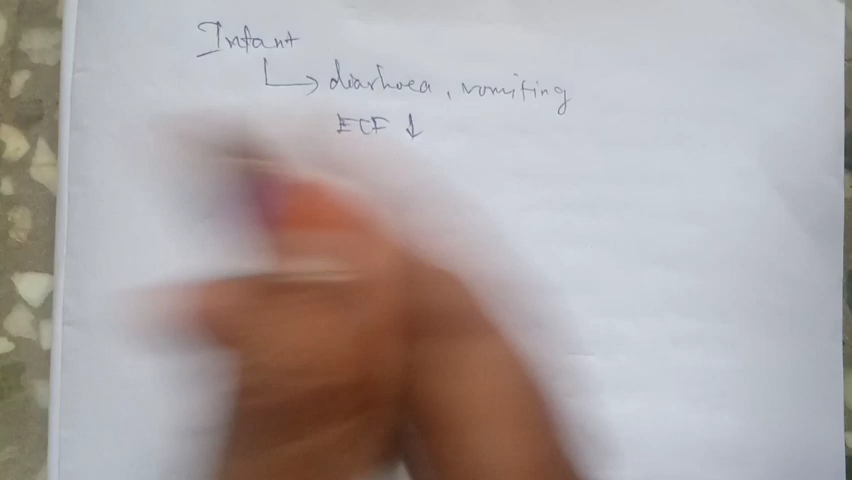 Infant
diarhoea, vomiting
ECF ↓